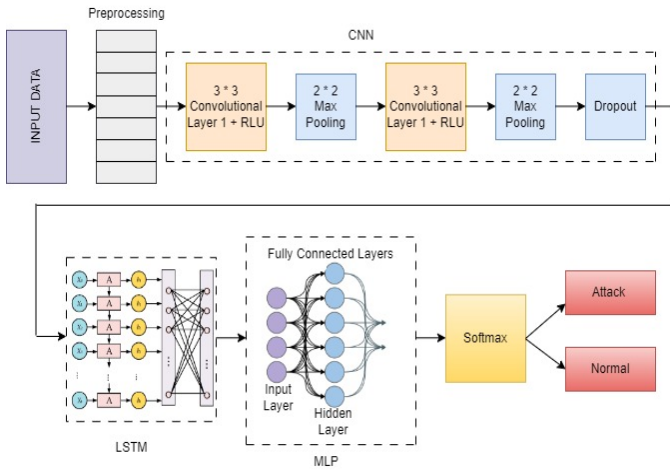 Preprocessing
CNN
INPUT DATA
3 * 3
Convolutional
Layer 1 + RLU
2 * 2
Max
Pooling
3 * 3
Convolutional
Layer 1 + RLU
2 * 2
Max
Pooling
Dropout
Fully Connected Layers
A
A
A
A
A
Input
Layer
Hidden
Layer
LSTM
MLP
Softmax
Attack
Normal